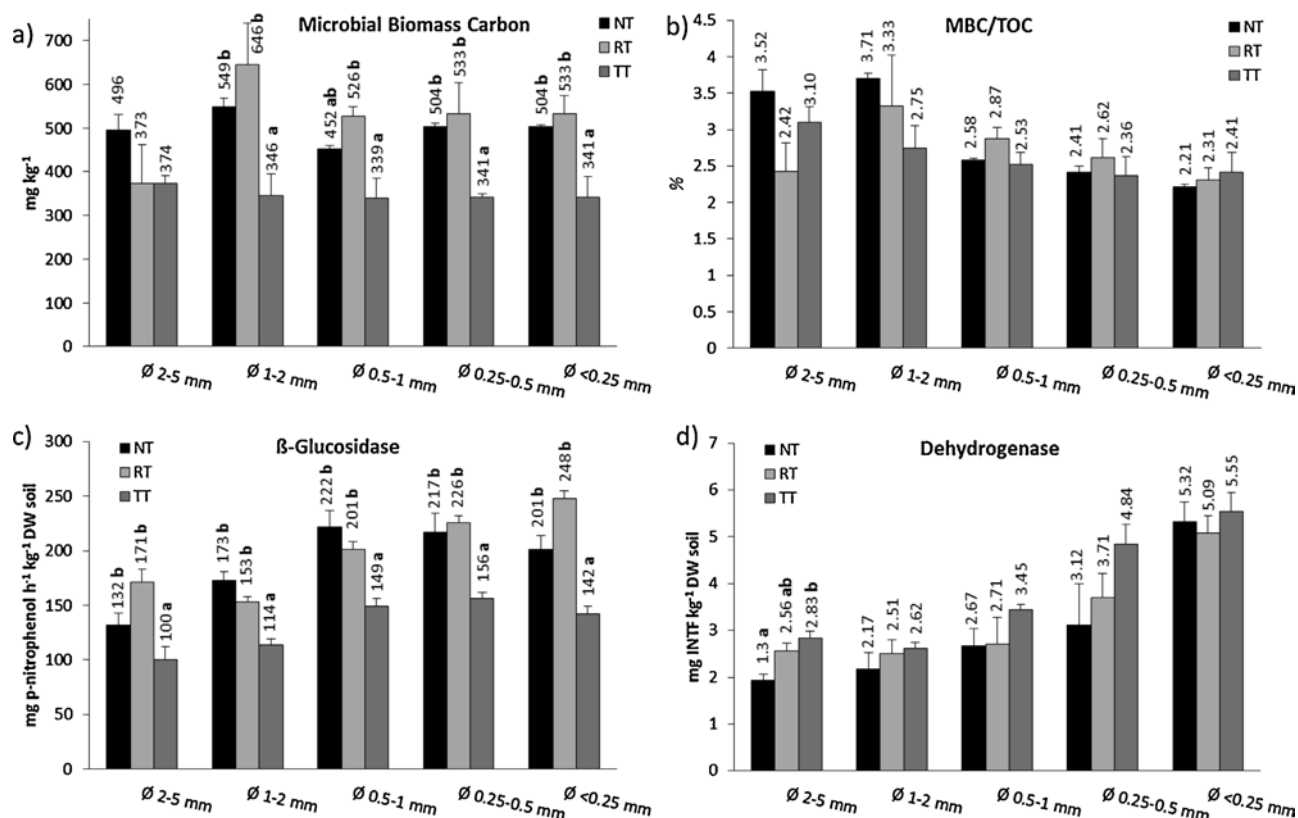 a)
Microbial Biomass Carbon
NT
RT
TT
mg kg⁻¹
700
600
500
400
300
200
100
0
496
373
374
549 b
646 b
346 a
452 ab
526 b
339 a
504 b
533 b
341 a
504 b
533 b
341 a
Ø 2-5 mm
Ø 1-2 mm
Ø 0.5-1 mm
Ø 0.25-0.5 mm
Ø <0.25 mm
b)
MBC/TOC
NT
RT
TT
%
4.5
4
3.5
3
2.5
2
1.5
1
0.5
0
3.52
2.42
3.10
3.71
3.33
2.75
2.58
2.87
2.53
2.41
2.62
2.36
2.21
2.31
2.41
Ø 2-5 mm
Ø 1-2 mm
Ø 0.5-1 mm
Ø 0.25-0.5 mm
Ø <0.25 mm
c)
ß-Glucosidase
NT
RT
TT
mg p-nitrophenol h⁻¹ kg⁻¹ DW soil
300
250
200
150
100
50
0
132 b
171 b
100 a
173 b
153 b
114 a
222 b
201 b
149 a
217 b
226 b
156 a
201 b
248 b
142 a
Ø 2-5 mm
Ø 1-2 mm
Ø 0.5-1 mm
Ø 0.25-0.5 mm
Ø <0.25 mm
d)
Dehydrogenase
NT
RT
TT
mg INTF kg⁻¹ DW soil
7
6
5
4
3
2
1
0
1.3 a
2.56 ab
2.83 b
2.17
2.51
2.62
2.67
2.71
3.45
3.12
3.71
4.84
5.32
5.09
5.55
Ø 2-5 mm
Ø 1-2 mm
Ø 0.5-1 mm
Ø 0.25-0.5 mm
Ø <0.25 mm